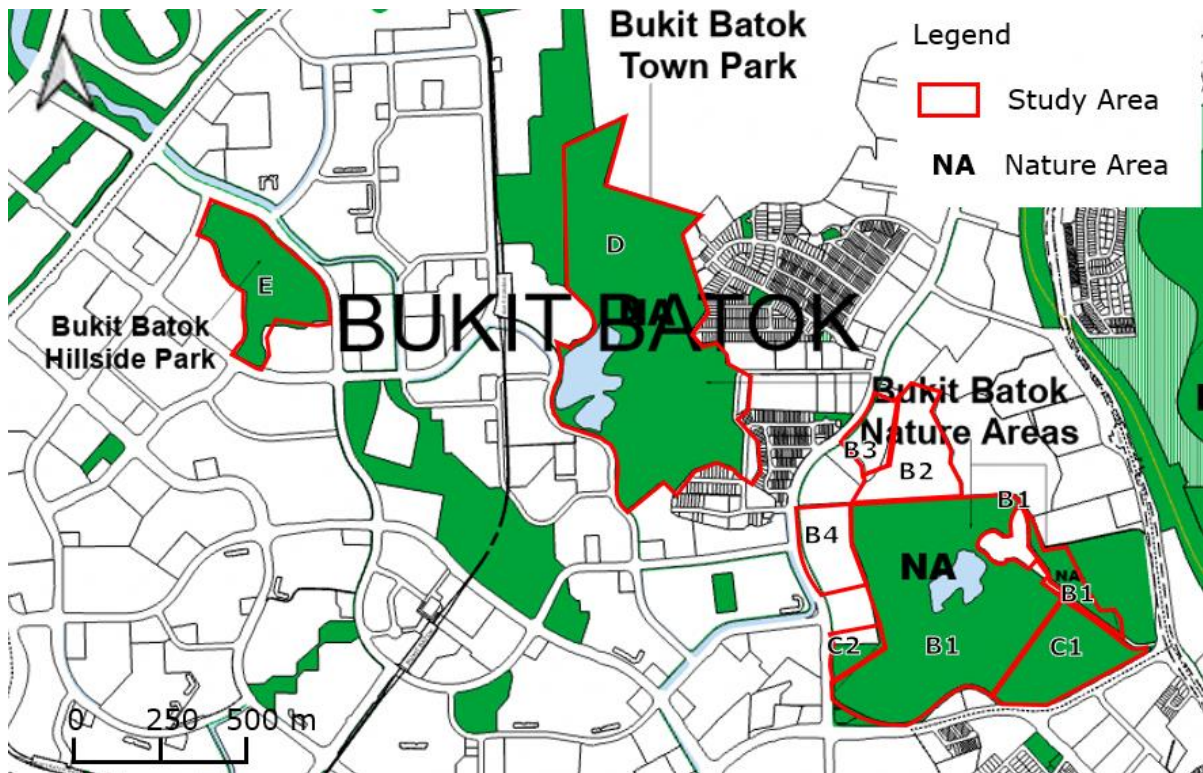 Bukit Batok
Town Park
Legend
Study Area
NA Nature Area
D
E
NA
BUKIT BATOK
Bukit Batok
Hillside Park
Bukit Batok
Nature Areas
B3
B2
B1
B4
NA
NA
B1
C2
B1
C1
0 250 500 m